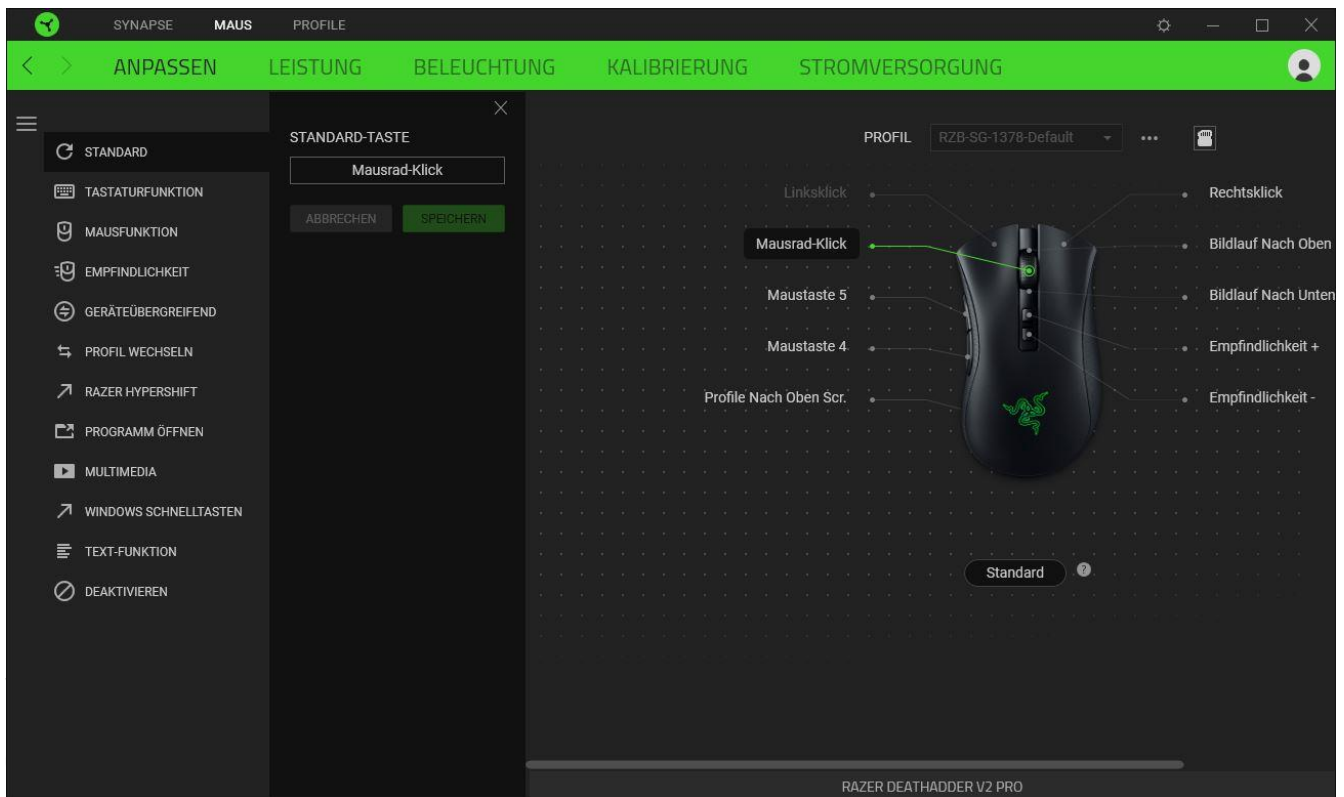 SYNAPSE MAUS PROFILE
ANPASSEN LEISTUNG BELEUCHTUNG KALIBRIERUNG STROMVERSORGUNG
STANDARD
TASTATURFUNKTION
MAUSFUNKTION
EMPFINDLICHKEIT
GERÄTEÜBERGREIFEND
PROFIL WECHSELN
RAZER HYPERSHIFT
PROGRAMM ÖFFNEN
MULTIMEDIA
WINDOWS SCHNELLTASTEN
TEXT-FUNKTION
DEAKTIVIEREN
STANDARD-TASTE
Mausrad-Klick
ABBRECHEN SPEICHERN
PROFIL RZB-SG-1378-Default
Linksklick
Mausrad-Klick
Maustaste 5
Maustaste 4
Profile Nach Oben Scr.
Rechtsklick
Bildlauf Nach Oben
Bildlauf Nach Unten
Empfindlichkeit +
Empfindlichkeit -
Standard ?
RAZER DEATHADDER V2 PRO